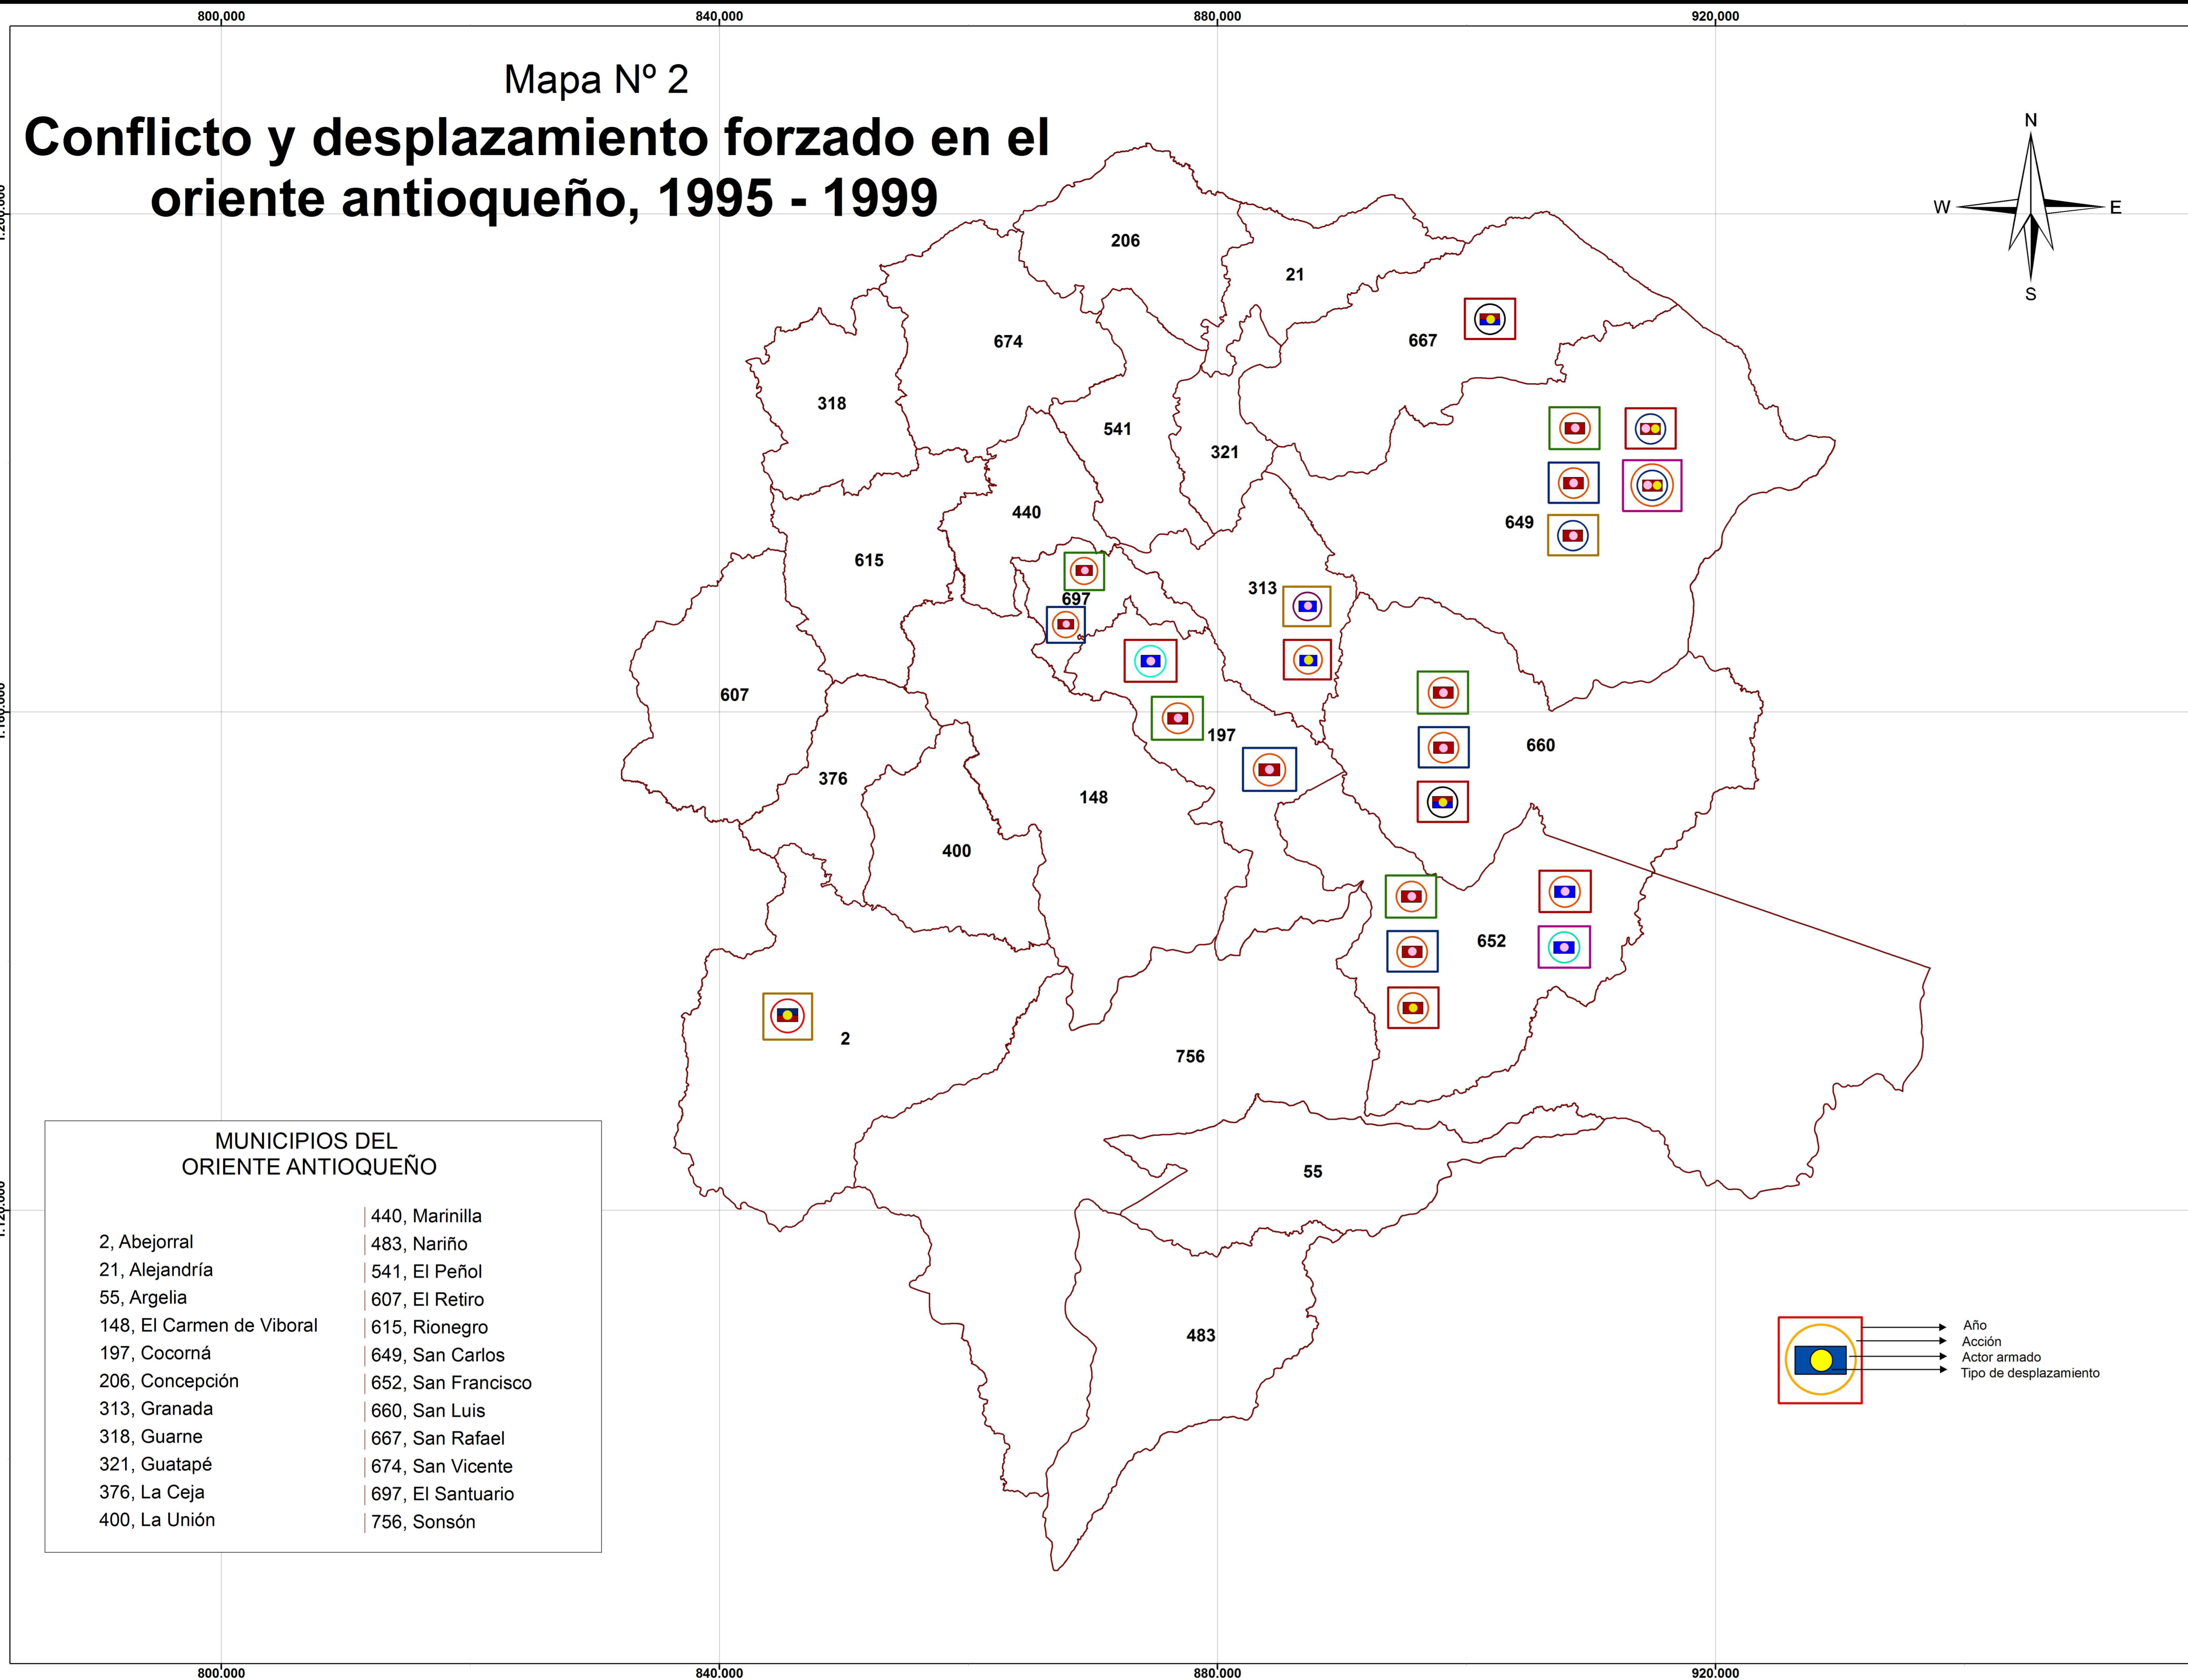 800.000
840.000
880.000
920.000
Mapa Nº 2
Conflicto y desplazamiento forzado en el
oriente antioqueño, 1995 - 1999
N
W
E
S
206
21
674
667
318
541
321
440
649
615
313
697
607
197
660
376
148
400
652
2
756
55
483
MUNICIPIOS DEL
ORIENTE ANTIOQUEÑO
2, Abejorral
21, Alejandría
55, Argelia
148, El Carmen de Viboral
197, Cocorná
206, Concepción
313, Granada
318, Guarne
321, Guatapé
376, La Ceja
400, La Unión
440, Marinilla
483, Nariño
541, El Peñol
607, El Retiro
615, Rionegro
649, San Carlos
652, San Francisco
660, San Luis
667, San Rafael
674, San Vicente
697, El Santuario
756, Sonsón
Año
Acción
Actor armado
Tipo de desplazamiento
800.000
840.000
880.000
920.000